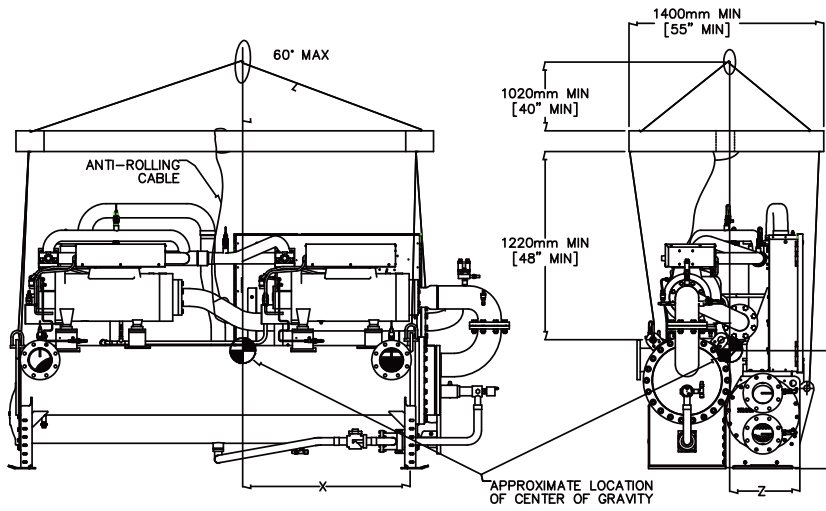 60° MAX
1400mm MIN
[55” MIN]
1020mm MIN
[40” MIN]
ANTI-ROLLING
CABLE
1220mm MIN
[48” MIN]
X
Z
APPROXIMATE LOCATION
OF CENTER OF GRAVITY